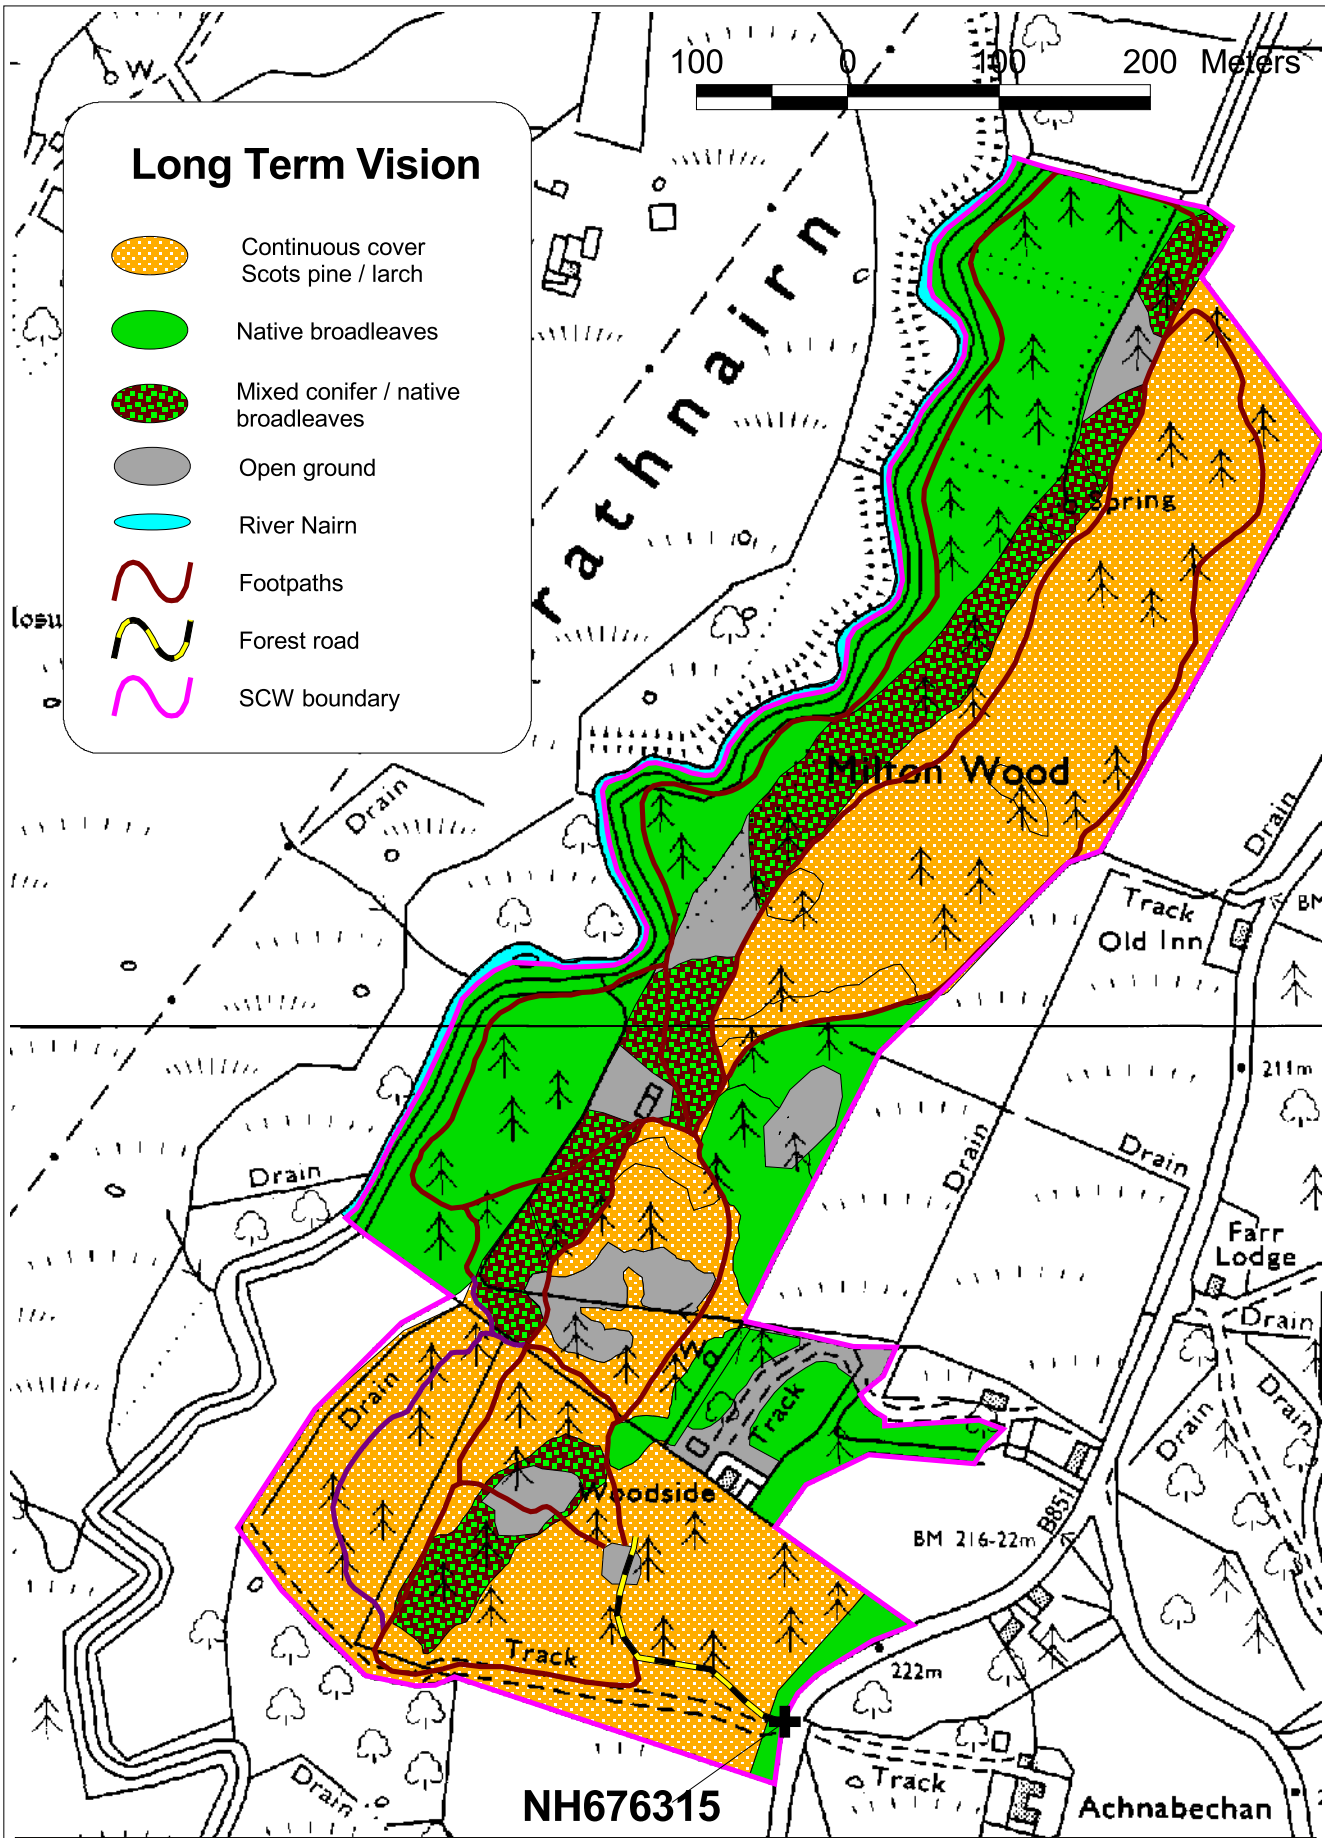 100 0 100 200 Meters
W
Long Term Vision
Continuous cover
Scots pine / larch
Native broadleaves
Mixed conifer / native
broadleaves
Open ground
River Nairn
Footpaths
Forest road
SCW boundary
rathnairn
Spring
Milton Wood
Drain
Drain
Track
BM
Old Inn
211m
Drain
Drain
Drain
Farr
Lodge
Drain
W
Drain
Track
Drain
Drain
Woodside
B851
BM 216-22m
Track
222m
Drain
Track
NH676315
Achnabechan